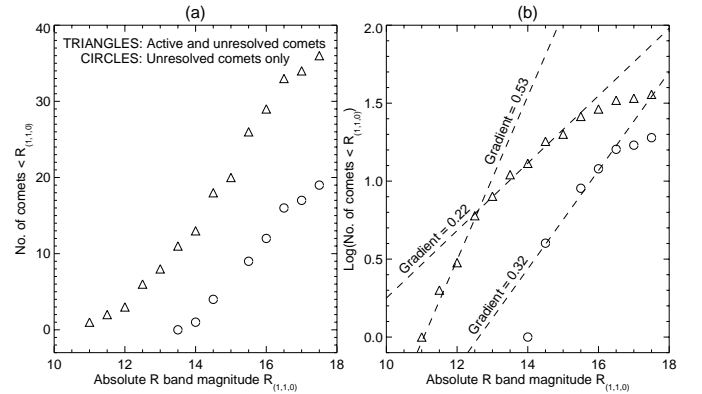 (a)
(b)
TRIANGLES: Active and unresolved comets
CIRCLES: Unresolved comets only
No. of comets < R(1,1,0)
40
30
20
10
0
10
12
14
16
18
Absolute R band magnitude R(1,1,0)
Log(No. of comets < R(1,1,0))
2.0
1.5
1.0
0.5
0.0
Gradient = 0.53
Gradient = 0.22
Gradient = 0.32
10
12
14
16
18
Absolute R band magnitude R(1,1,0)